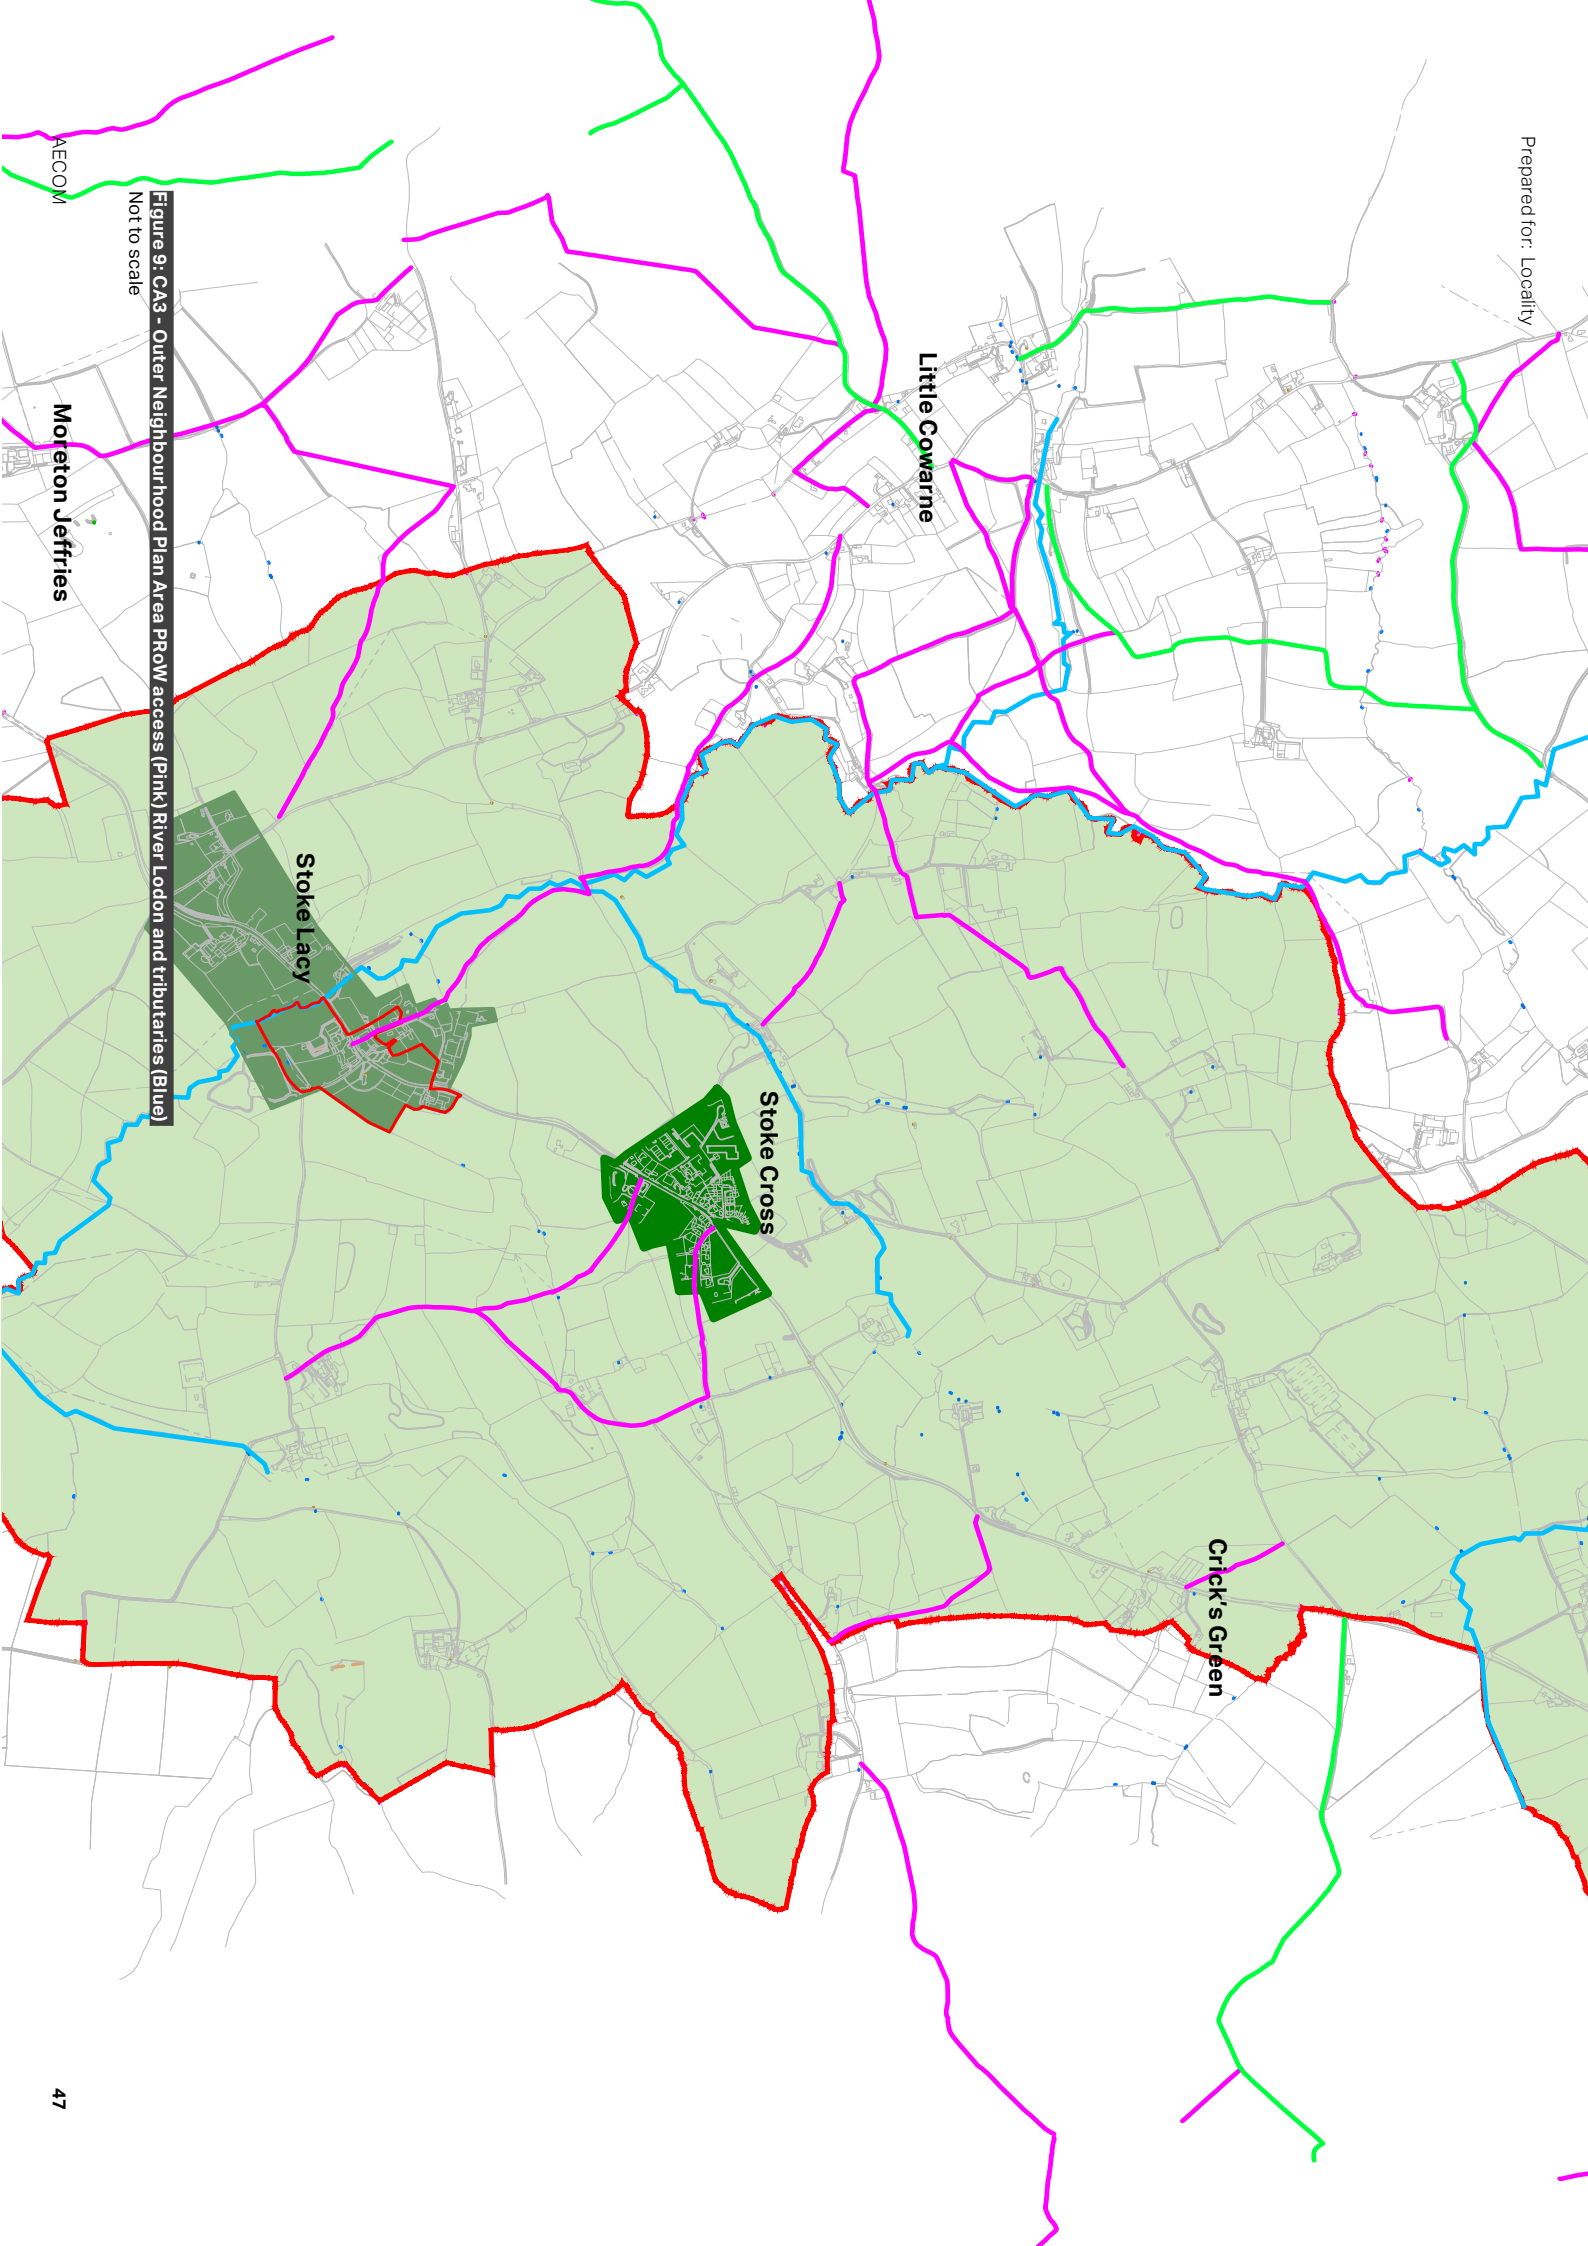 Prepared for: Locality
Crick's Green
Little Cowarne
Stoke Cross
Stoke Lacy
Figure 9: CA3 - Outer Neighbourhood Plan Area PRoW access (Pink) River Lodon and tributaries (Blue)
Not to scale
Moreton Jeffries
AECOM
47